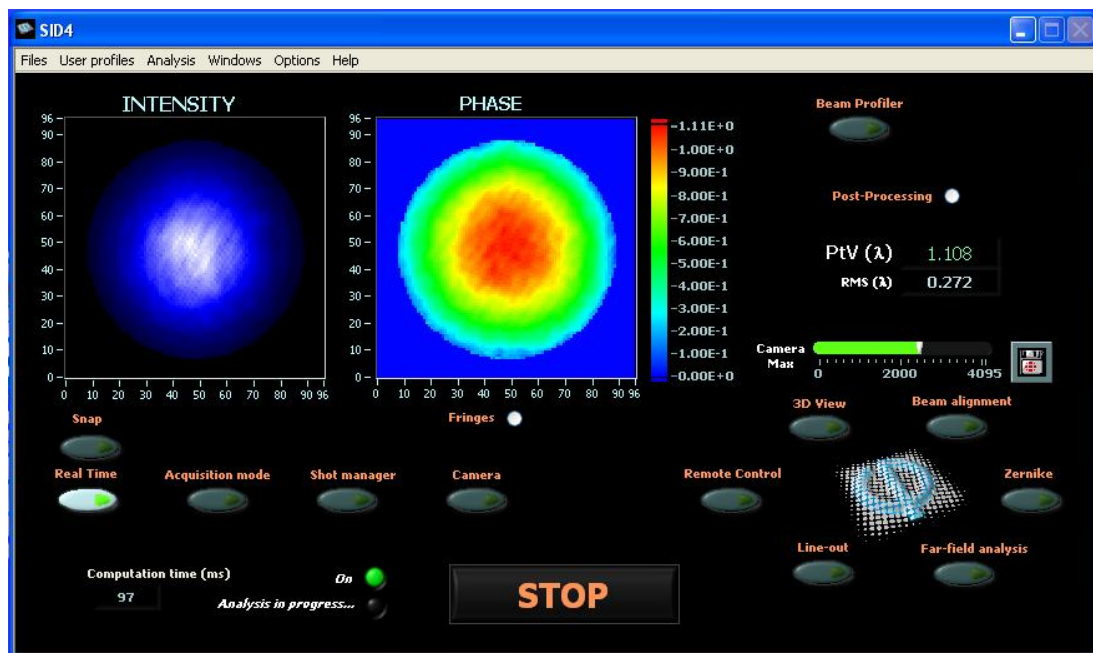 SID4
Files User profiles Analysis Windows Options Help
INTENSITY
96
90
80
70
60
50
40
30
20
10
0
0 10 20 30 40 50 60 70 80 90 96
PHASE
96
90
80
70
60
50
40
30
20
10
0
0 10 20 30 40 50 60 70 80 90 96
-1.11E+0
-1.00E+0
-9.00E-1
-8.00E-1
-7.00E-1
-6.00E-1
-5.00E-1
-4.00E-1
-3.00E-1
-2.00E-1
-1.00E-1
-0.00E+0
Beam Profiler
Post-Processing
PtV (λ) 1.108
RMS (λ) 0.272
Camera
Max
0 2000 4095
Snap
Fringes
3D View
Beam alignment
Real Time
Acquisition mode
Shot manager
Camera
Remote Control
Zernike
Line-out
Far-field analysis
Computation time (ms)
97
On
Analysis in progress...
STOP